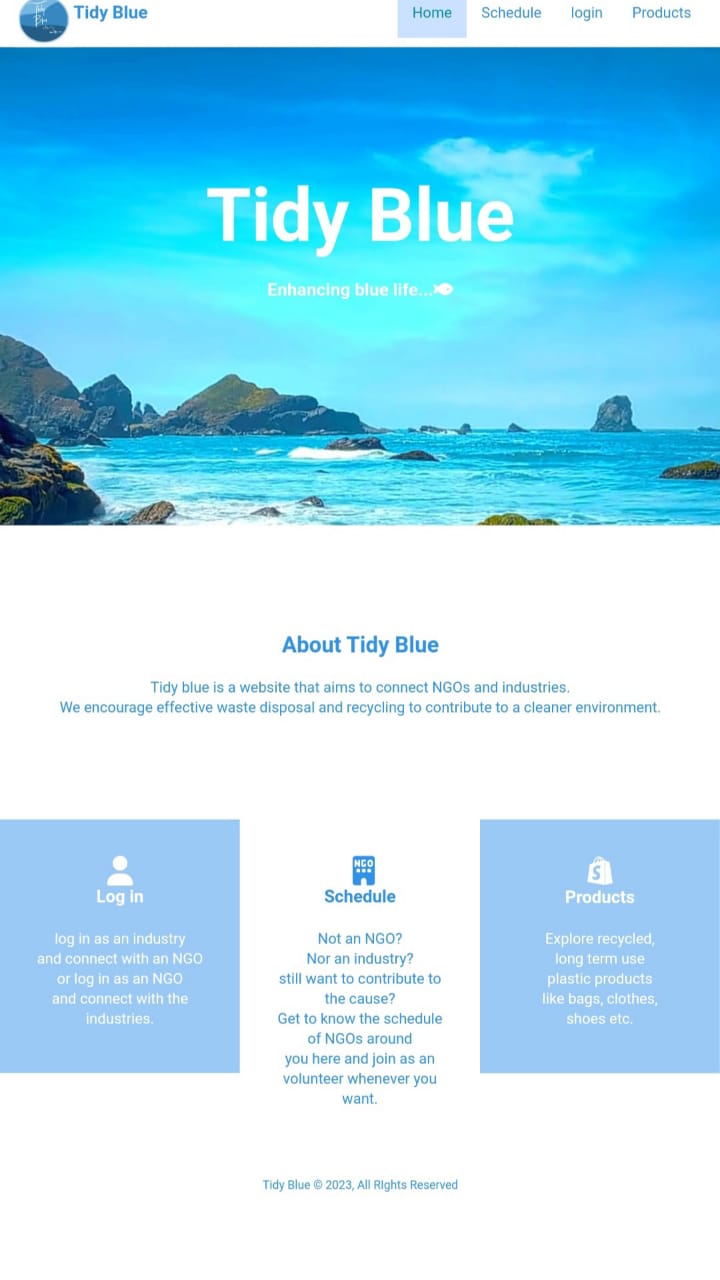 Tidy Blue
Home Schedule login Products
Tidy Blue
Enhancing blue life...
About Tidy Blue
Tidy blue is a website that aims to connect NGOs and industries.
We encourage effective waste disposal and recycling to contribute to a cleaner environment.
Log in
log in as an industry
and connect with an NGO
or log in as an NGO
and connect with the
industries.
NGO
Schedule
Not an NGO?
Nor an industry?
still want to contribute to
the cause?
Get to know the schedule
of NGOs around
you here and join as an
volunteer whenever you
want.
S
Products
Explore recycled,
long term use
plastic products
like bags, clothes,
shoes etc.
Tidy Blue © 2023, All RIghts Reserved